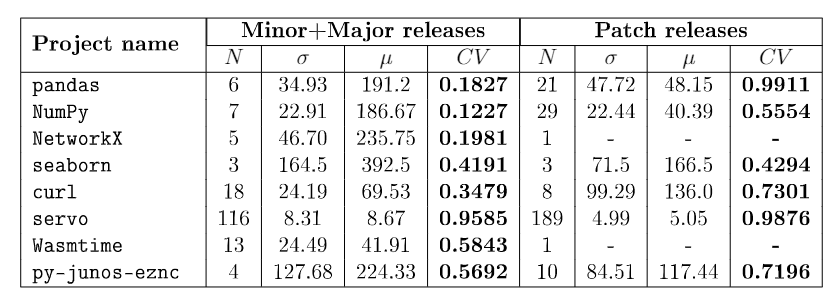 Project name Minor+Major releases Patch releases
N σ μ CV N σ μ CV
pandas 6 34.93 191.2 0.1827 21 47.72 48.15 0.9911
NumPy 7 22.91 186.67 0.1227 29 22.44 40.39 0.5554
NetworkX 5 46.70 235.75 0.1981 1 - - -
seaborn 3 164.5 392.5 0.4191 3 71.5 166.5 0.4294
curl 18 24.19 69.53 0.3479 8 99.29 136.0 0.7301
servo 116 8.31 8.67 0.9585 189 4.99 5.05 0.9876
Wasmtime 13 24.49 41.91 0.5843 1 - - -
py-junos-eznc 4 127.68 224.33 0.5692 10 84.51 117.44 0.7196